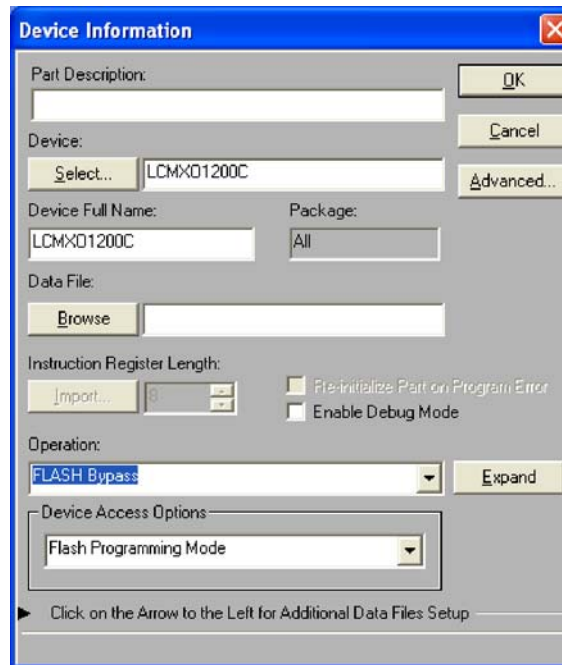 Device Information
Part Description:
OK
Device:
Cancel
Select... LCMXO1200C
Advanced...
Device Full Name: Package:
LCMXO1200C All
Data File:
Browse
Instruction Register Length:
Import... 8 Re-initialize Part on Program Error
Enable Debug Mode
Operation:
FLASH Bypass Expand
Device Access Options
Flash Programming Mode
Click on the Arrow to the Left for Additional Data Files Setup